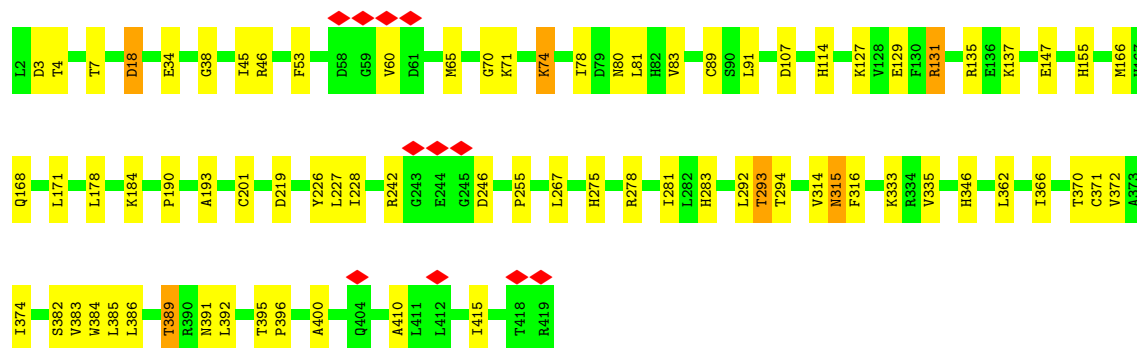 L2 D3 T4 T7 D18 E34 G38 I45 R46 F53 D58 G59 V60 D61 M65 G70 K71 K74 I78 D79 N80 L81 H82 V83 C89 S90 L91 D107 H114 K127 V128 E129 F130 R131 R135 E136 K137 E147 H155 M166
Q168 L171 L178 K184 P190 A193 C201 D219 Y226 L227 I228 R242 G243 E244 G245 D246 P255 L267 H275 R278 I281 L282 H283 L292 T293 T294 V314 N315 F316 K333 R334 V335 H346 L362 I366 T370 C371 V372 A373
I374 S382 V383 W384 L385 L386 T389 R390 N391 L392 T395 P396 A400 Q404 A410 L411 L412 I415 T418 R419